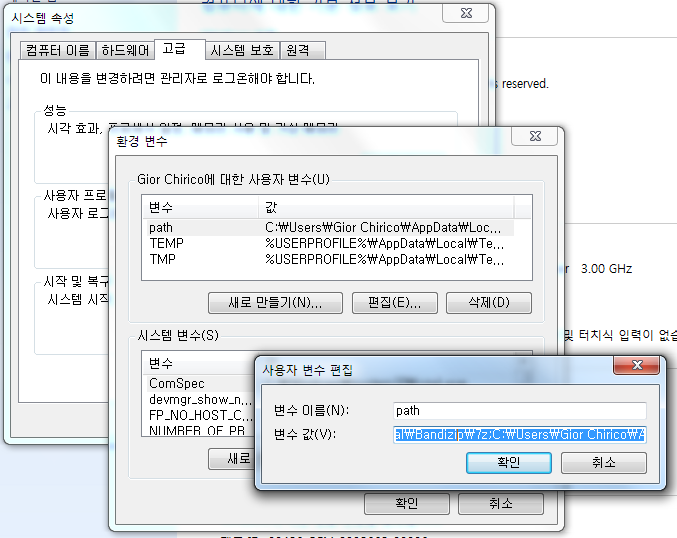 시스템 속성
컴퓨터 이름
하드웨어
고급
시스템 보호
원격
s reserved.
이 내용을 변경하려면 관리자로 로그온해야 합니다.
성능
시각 효과,
환경 변수
Gior Chirico에 대한 사용자 변수(U)
변수 값
사용자 프로
사용자 로그
path C:₩Users₩Gior Chirico₩AppData₩Loc...
TEMP %USERPROFILE%₩AppData₩Local₩Te...
TMP %USERPROFILE%₩AppData₩Local₩Te...
3.00 GHz
시작 및 복구
시스템 시작
새로 만들기(N)...
편집(E)...
삭제(D)
시스템 변수(S)
및 터치식 입력이 없습
변수
ComSpec
devmgr_show_n...
FP_NO_HOST_C...
NUMBER_OF_PR
사용자 변수 편집
변수 이름(N): path
변수 값(V): al₩Bandizip₩7z;C:₩Users₩Gior Chirico₩A
새로
확인
취소
확인
취소